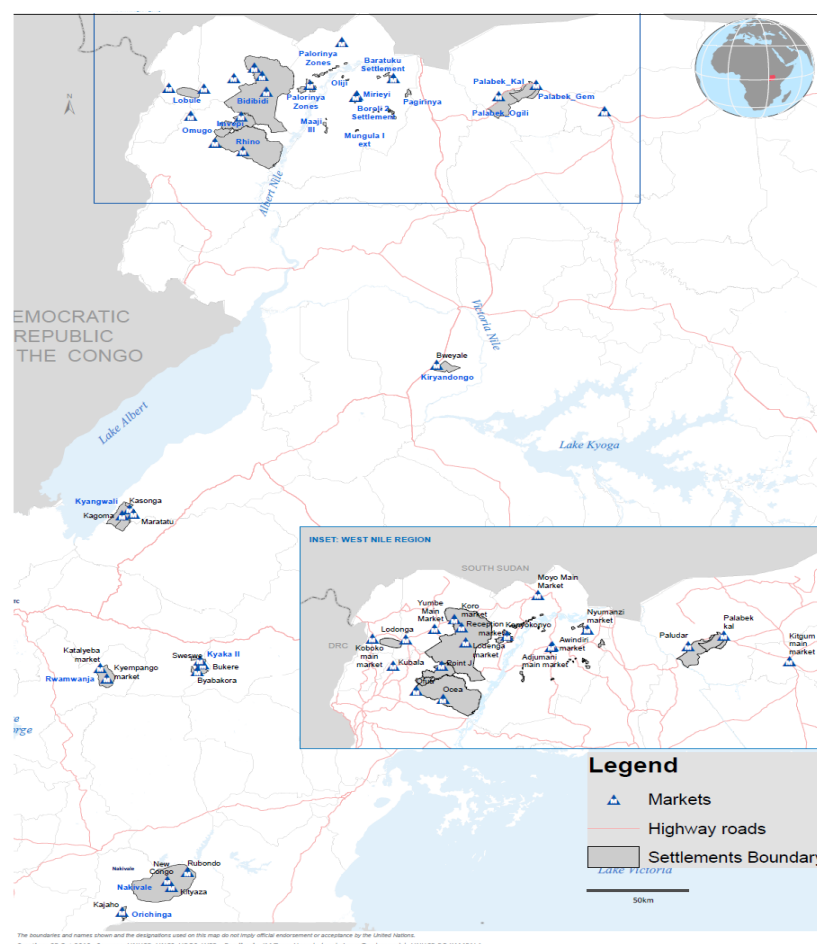 Palorinya
Zones
Baratuku
Settlement
Oliji
Palabek_Kal
Lobule
Bidibidi
Palorinya
Zones
Mirieyi
Pagirinya
Palabek_Gem
Boroli 2
Settlement
Palabek_Ogili
Omugo
Maaji
III
Rhino
Mungula I
ext
N
Albert Nile
EMOCRATIC
REPUBLIC
THE CONGO
Victoria Nile
Bweyale
Kiryandongo
Lake Albert
Lake Kyoga
Kyangwali
Kasonga
Kagoma
Maratatu
INSET: WEST NILE REGION
SOUTH SUDAN
Moyo Main
Market
Yumbe
Main
Market
Koro
market
Nyumanzi
market
Reception
market
Lodonga
Palabek
kal
DRC
Koboko
main
market
Lodenga
market
Awindiri
market
Paludar
Kitgum
main
market
Kubala
Point J
Adjumani
main market
Ocea
Katalyeba
market
Sweswe
Kyaka II
Kyempango
market
Bukere
Rwamwanja
Byabakora
Legend
Markets
Highway roads
Settlements Boundary
Lake Victoria
50km
New
Congo
Rubondo
Nakivale
Nakivale
Kityaza
Kajaho
Orichinga
The boundaries and names shown and the designations used on this map do not imply official endorsement or acceptance by the United Nations.